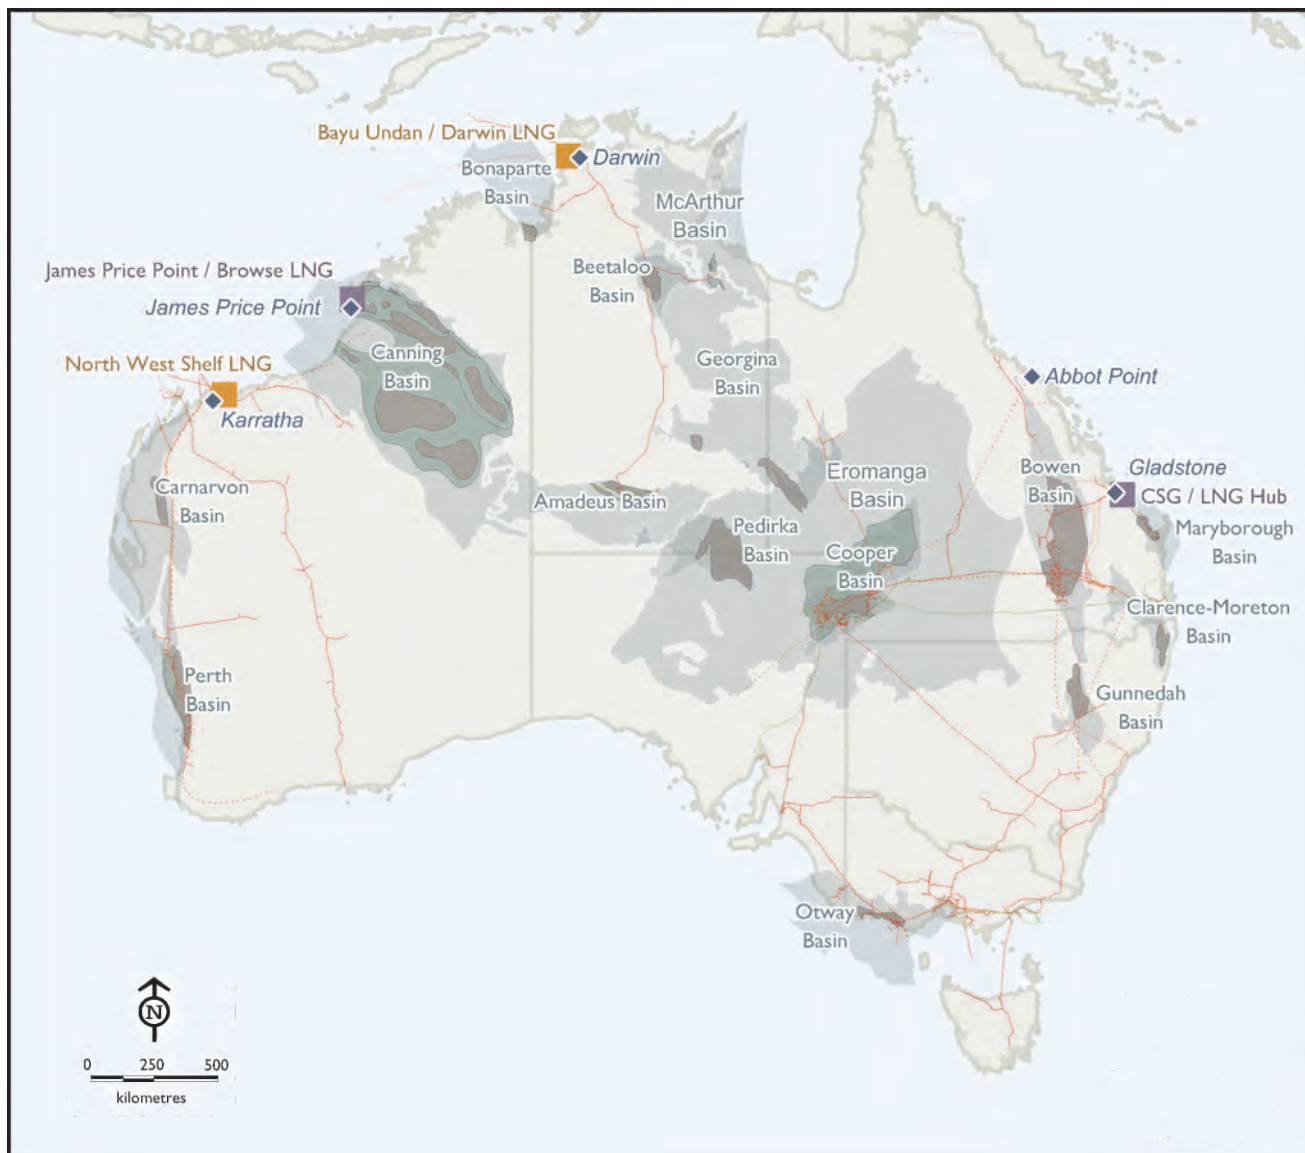 Bayu Undan / Darwin LNG
Darwin
Bonaparte
Basin
McArthur
Basin
James Price Point / Browse LNG
James Price Point
Beetaloo
Basin
North West Shelf LNG
Karratha
Canning
Basin
Georgina
Basin
Abbot Point
Carnarvon
Basin
Amadeus Basin
Eromanga
Basin
Bowen
Basin
Gladstone
CSG / LNG Hub
Maryborough
Basin
Pedirka
Basin
Cooper
Basin
Clarence-Moreton
Basin
Perth
Basin
Gunnedah
Basin
Otway
Basin
N
0 250 500
kilometres